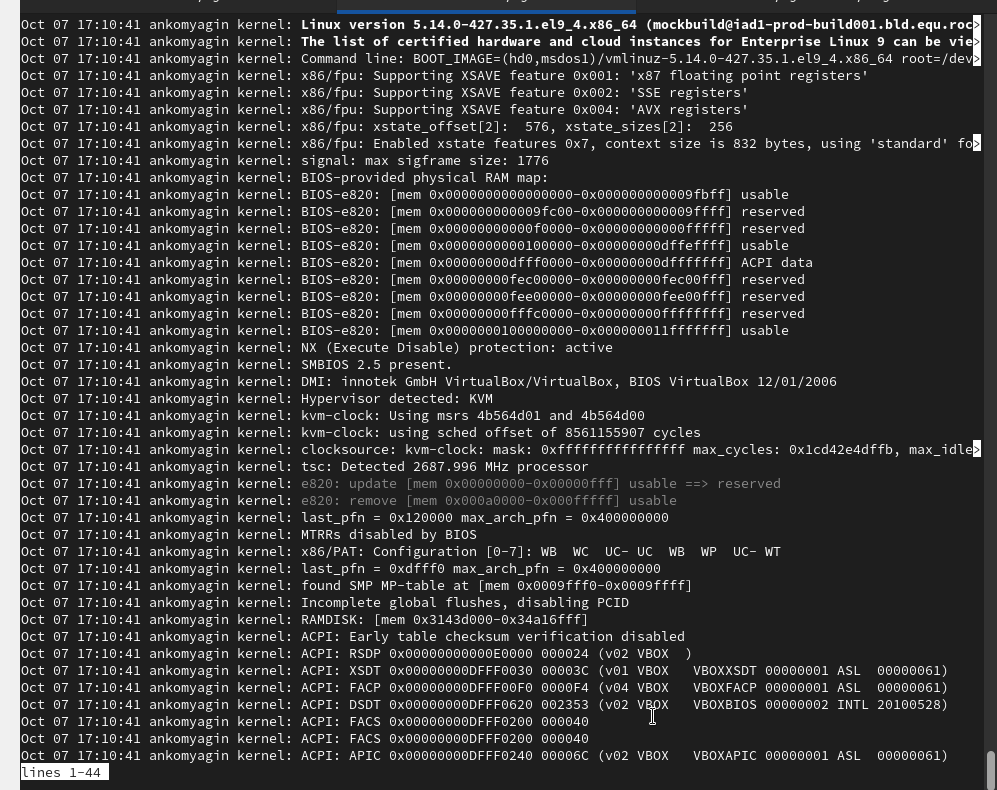 Oct 07 17:10:41 ankomyagin kernel: Linux version 5.14.0-427.35.1.el9_4.x86_64 (mockbuild@iad1-prod-build001.bld.equ.roc>
Oct 07 17:10:41 ankomyagin kernel: The list of certified hardware and cloud instances for Enterprise Linux 9 can be vie>
Oct 07 17:10:41 ankomyagin kernel: Command line: BOOT_IMAGE=(hd0,msdos1)/vmlinuz-5.14.0-427.35.1.el9_4.x86_64 root=/dev>
Oct 07 17:10:41 ankomyagin kernel: x86/fpu: Supporting XSAVE feature 0x001: 'x87 floating point registers'
Oct 07 17:10:41 ankomyagin kernel: x86/fpu: Supporting XSAVE feature 0x002: 'SSE registers'
Oct 07 17:10:41 ankomyagin kernel: x86/fpu: Supporting XSAVE feature 0x004: 'AVX registers'
Oct 07 17:10:41 ankomyagin kernel: x86/fpu: xstate_offset[2]:  576, xstate_sizes[2]:  256
Oct 07 17:10:41 ankomyagin kernel: x86/fpu: Enabled xstate features 0x7, context size is 832 bytes, using 'standard' fo>
Oct 07 17:10:41 ankomyagin kernel: signal: max sigframe size: 1776
Oct 07 17:10:41 ankomyagin kernel: BIOS-provided physical RAM map:
Oct 07 17:10:41 ankomyagin kernel: BIOS-e820: [mem 0x0000000000000000-0x000000000009fbff] usable
Oct 07 17:10:41 ankomyagin kernel: BIOS-e820: [mem 0x000000000009fc00-0x000000000009ffff] reserved
Oct 07 17:10:41 ankomyagin kernel: BIOS-e820: [mem 0x00000000000f0000-0x00000000000fffff] reserved
Oct 07 17:10:41 ankomyagin kernel: BIOS-e820: [mem 0x0000000000100000-0x00000000dffeffff] usable
Oct 07 17:10:41 ankomyagin kernel: BIOS-e820: [mem 0x00000000dfff0000-0x00000000dfffffff] ACPI data
Oct 07 17:10:41 ankomyagin kernel: BIOS-e820: [mem 0x00000000fec00000-0x00000000fec00fff] reserved
Oct 07 17:10:41 ankomyagin kernel: BIOS-e820: [mem 0x00000000fee00000-0x00000000fee00fff] reserved
Oct 07 17:10:41 ankomyagin kernel: BIOS-e820: [mem 0x00000000fffc0000-0x00000000ffffffff] reserved
Oct 07 17:10:41 ankomyagin kernel: BIOS-e820: [mem 0x0000000100000000-0x000000011fffffff] usable
Oct 07 17:10:41 ankomyagin kernel: NX (Execute Disable) protection: active
Oct 07 17:10:41 ankomyagin kernel: SMBIOS 2.5 present.
Oct 07 17:10:41 ankomyagin kernel: DMI: innotek GmbH VirtualBox/VirtualBox, BIOS VirtualBox 12/01/2006
Oct 07 17:10:41 ankomyagin kernel: Hypervisor detected: KVM
Oct 07 17:10:41 ankomyagin kernel: kvm-clock: Using msrs 4b564d01 and 4b564d00
Oct 07 17:10:41 ankomyagin kernel: kvm-clock: using sched offset of 8561155907 cycles
Oct 07 17:10:41 ankomyagin kernel: clocksource: kvm-clock: mask: 0xffffffffffffffff max_cycles: 0x1cd42e4dffb, max_idle>
Oct 07 17:10:41 ankomyagin kernel: tsc: Detected 2687.996 MHz processor
Oct 07 17:10:41 ankomyagin kernel: e820: update [mem 0x00000000-0x00000fff] usable ==> reserved
Oct 07 17:10:41 ankomyagin kernel: e820: remove [mem 0x000a0000-0x000fffff] usable
Oct 07 17:10:41 ankomyagin kernel: last_pfn = 0x120000 max_arch_pfn = 0x400000000
Oct 07 17:10:41 ankomyagin kernel: MTRRs disabled by BIOS
Oct 07 17:10:41 ankomyagin kernel: x86/PAT: Configuration [0-7]: WB  WC  UC- UC  WB  WP  UC- WT
Oct 07 17:10:41 ankomyagin kernel: last_pfn = 0xdfff0 max_arch_pfn = 0x400000000
Oct 07 17:10:41 ankomyagin kernel: found SMP MP-table at [mem 0x0009fff0-0x0009ffff]
Oct 07 17:10:41 ankomyagin kernel: Incomplete global flushes, disabling PCID
Oct 07 17:10:41 ankomyagin kernel: RAMDISK: [mem 0x3143d000-0x34a16fff]
Oct 07 17:10:41 ankomyagin kernel: ACPI: Early table checksum verification disabled
Oct 07 17:10:41 ankomyagin kernel: ACPI: RSDP 0x00000000000E0000 000024 (v02 VBOX  )
Oct 07 17:10:41 ankomyagin kernel: ACPI: XSDT 0x00000000DFFF0030 00003C (v01 VBOX   VBOXXSDT 00000001 ASL  00000061)
Oct 07 17:10:41 ankomyagin kernel: ACPI: FACP 0x00000000DFFF00F0 0000F4 (v04 VBOX   VBOXFACP 00000001 ASL  00000061)
Oct 07 17:10:41 ankomyagin kernel: ACPI: DSDT 0x00000000DFFF0620 002353 (v02 VBOX   VBOXBIOS 00000002 INTL 20100528)
Oct 07 17:10:41 ankomyagin kernel: ACPI: FACS 0x00000000DFFF0200 000040
Oct 07 17:10:41 ankomyagin kernel: ACPI: FACS 0x00000000DFFF0200 000040
Oct 07 17:10:41 ankomyagin kernel: ACPI: APIC 0x00000000DFFF0240 00006C (v02 VBOX   VBOXAPIC 00000001 ASL  00000061)
lines 1-44